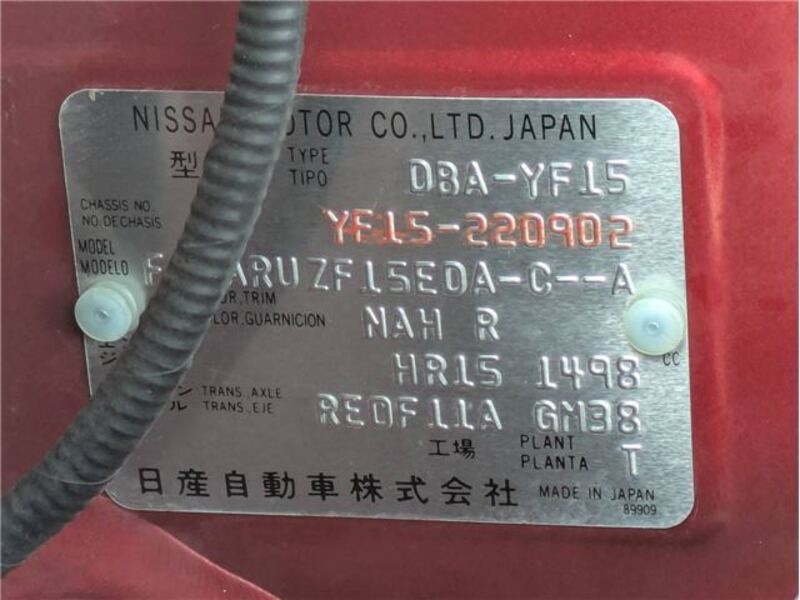 NISSA OTOR CO.,LTD. JAPAN
型 TYPE
TIPO DBA-YF15
CHASSIS NO.
NO. DE CHASIS YF15-220902
MODEL
MODELO F ARUZF15EDA-C--A
OR, TRIM
LOR, GUARNICION NAH R
HR15 1498 CC
TRANS., AXLE
ル TRANS., EJE RE0F11A GM38
工場 PLANT
PLANTA T
日産自動車株式会社 MADE IN JAPAN
89909